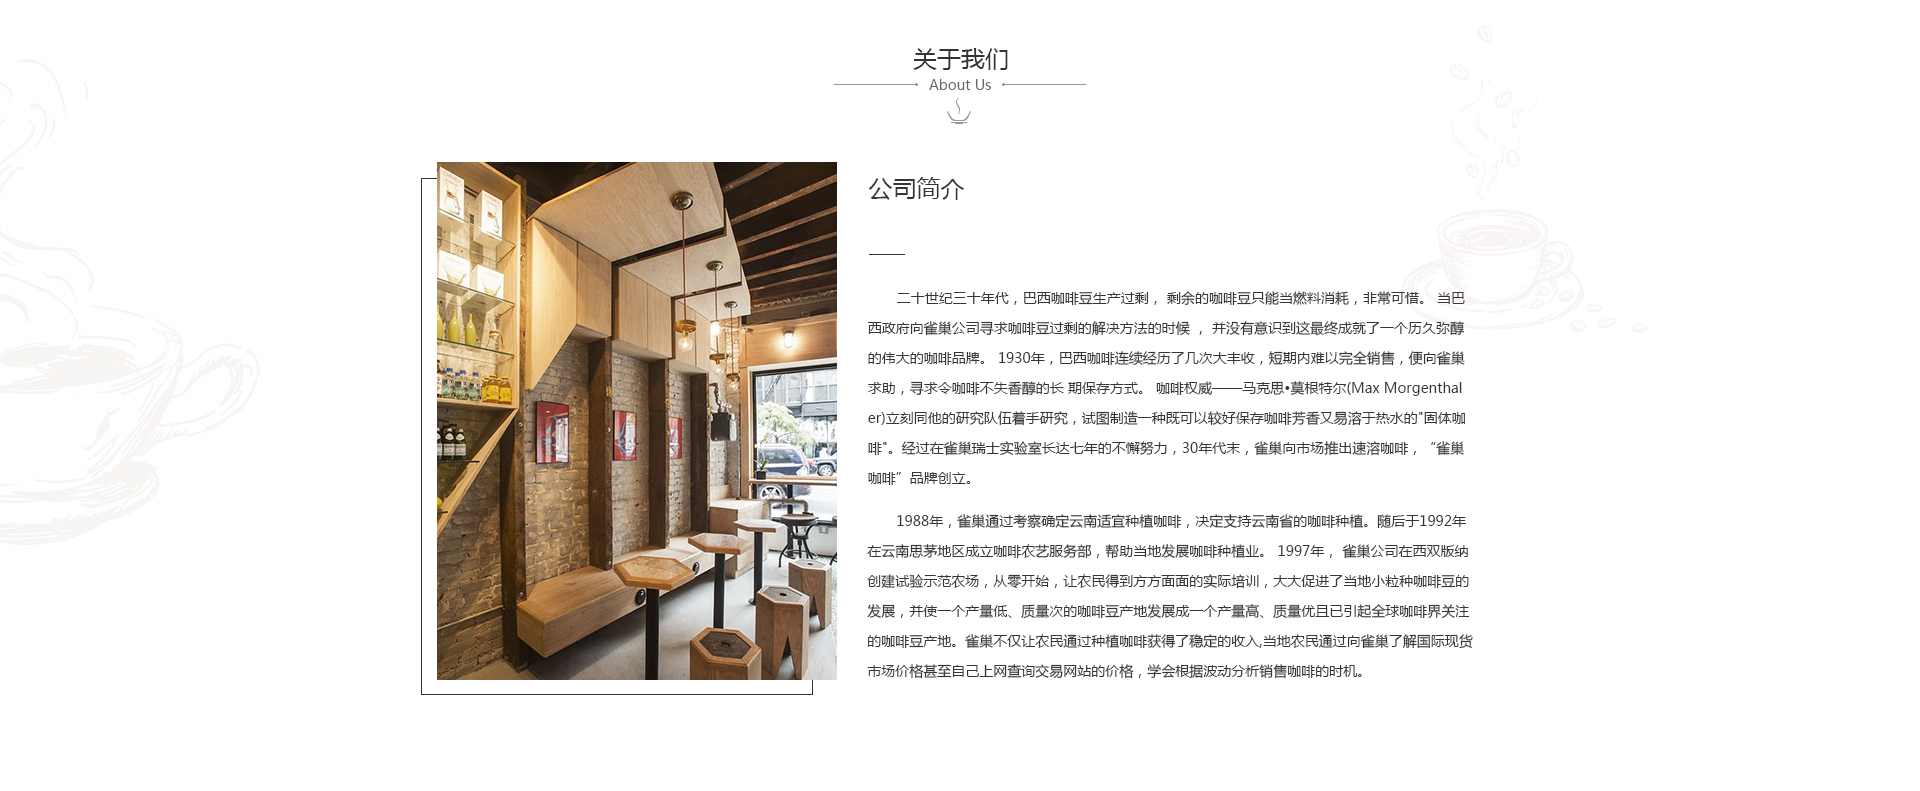 关于我们
About Us
公司简介
二十世纪三十年代，巴西咖啡豆生产过剩， 剩余的咖啡豆只能当燃料消耗，非常可惜。 当巴
西政府向雀巢公司寻求咖啡豆过剩的解决方法的时候 ， 并没有意识到这最终成就了一个历久弥醇
的伟大的咖啡品牌。 1930年，巴西咖啡连续经历了几次大丰收，短期内难以完全销售，便向雀巢
求助，寻求令咖啡不失香醇的长 期保存方式。 咖啡权威——马克思•莫根特尔(Max Morgenthal
er)立刻同他的研究队伍着手研究，试图制造一种既可以较好保存咖啡芳香又易溶于热水的"固体咖
啡"。经过在雀巢瑞士实验室长达七年的不懈努力，30年代末，雀巢向市场推出速溶咖啡，“雀巢
咖啡”品牌创立。
1988年，雀巢通过考察确定云南适宜种植咖啡，决定支持云南省的咖啡种植。随后于1992年
在云南思茅地区成立咖啡农艺服务部，帮助当地发展咖啡种植业。 1997年， 雀巢公司在西双版纳
创建试验示范农场，从零开始，让农民得到方方面面的实际培训，大大促进了当地小粒种咖啡豆的
发展，并使一个产量低、质量次的咖啡豆产地发展成一个产量高、质量优且已引起全球咖啡界关注
的咖啡豆产地。雀巢不仅让农民通过种植咖啡获得了稳定的收入,当地农民通过向雀巢了解国际现货
市场价格甚至自己上网查询交易网站的价格，学会根据波动分析销售咖啡的时机。